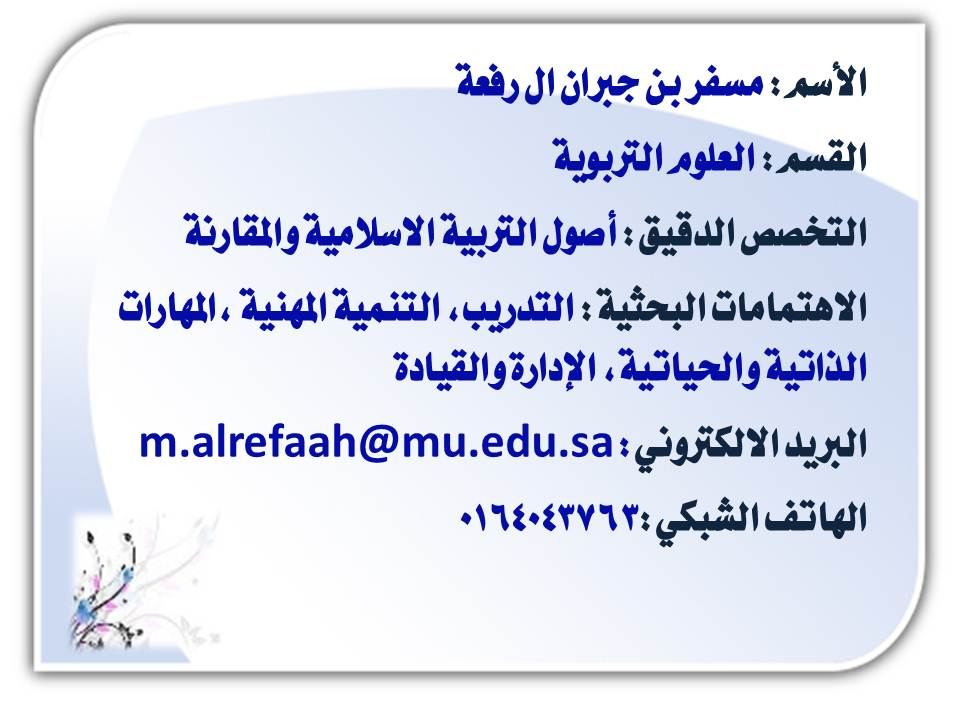 الأسم: مسفر بن جبران ال رفعة
القسم: العلوم التربوية
التخصص الدقيق: أصول التربية الاسلامية والمقارنة
الاهتمامات البحثية: التدريب، التنمية المهنية ،المهارات
الذاتية والحياتية، الإدارة والقيادة
البريد الالكتروني: m.alrefaah@mu.edu.sa
الهاتف الشبكي:٠١٦٤٠٤٣٧٦٣